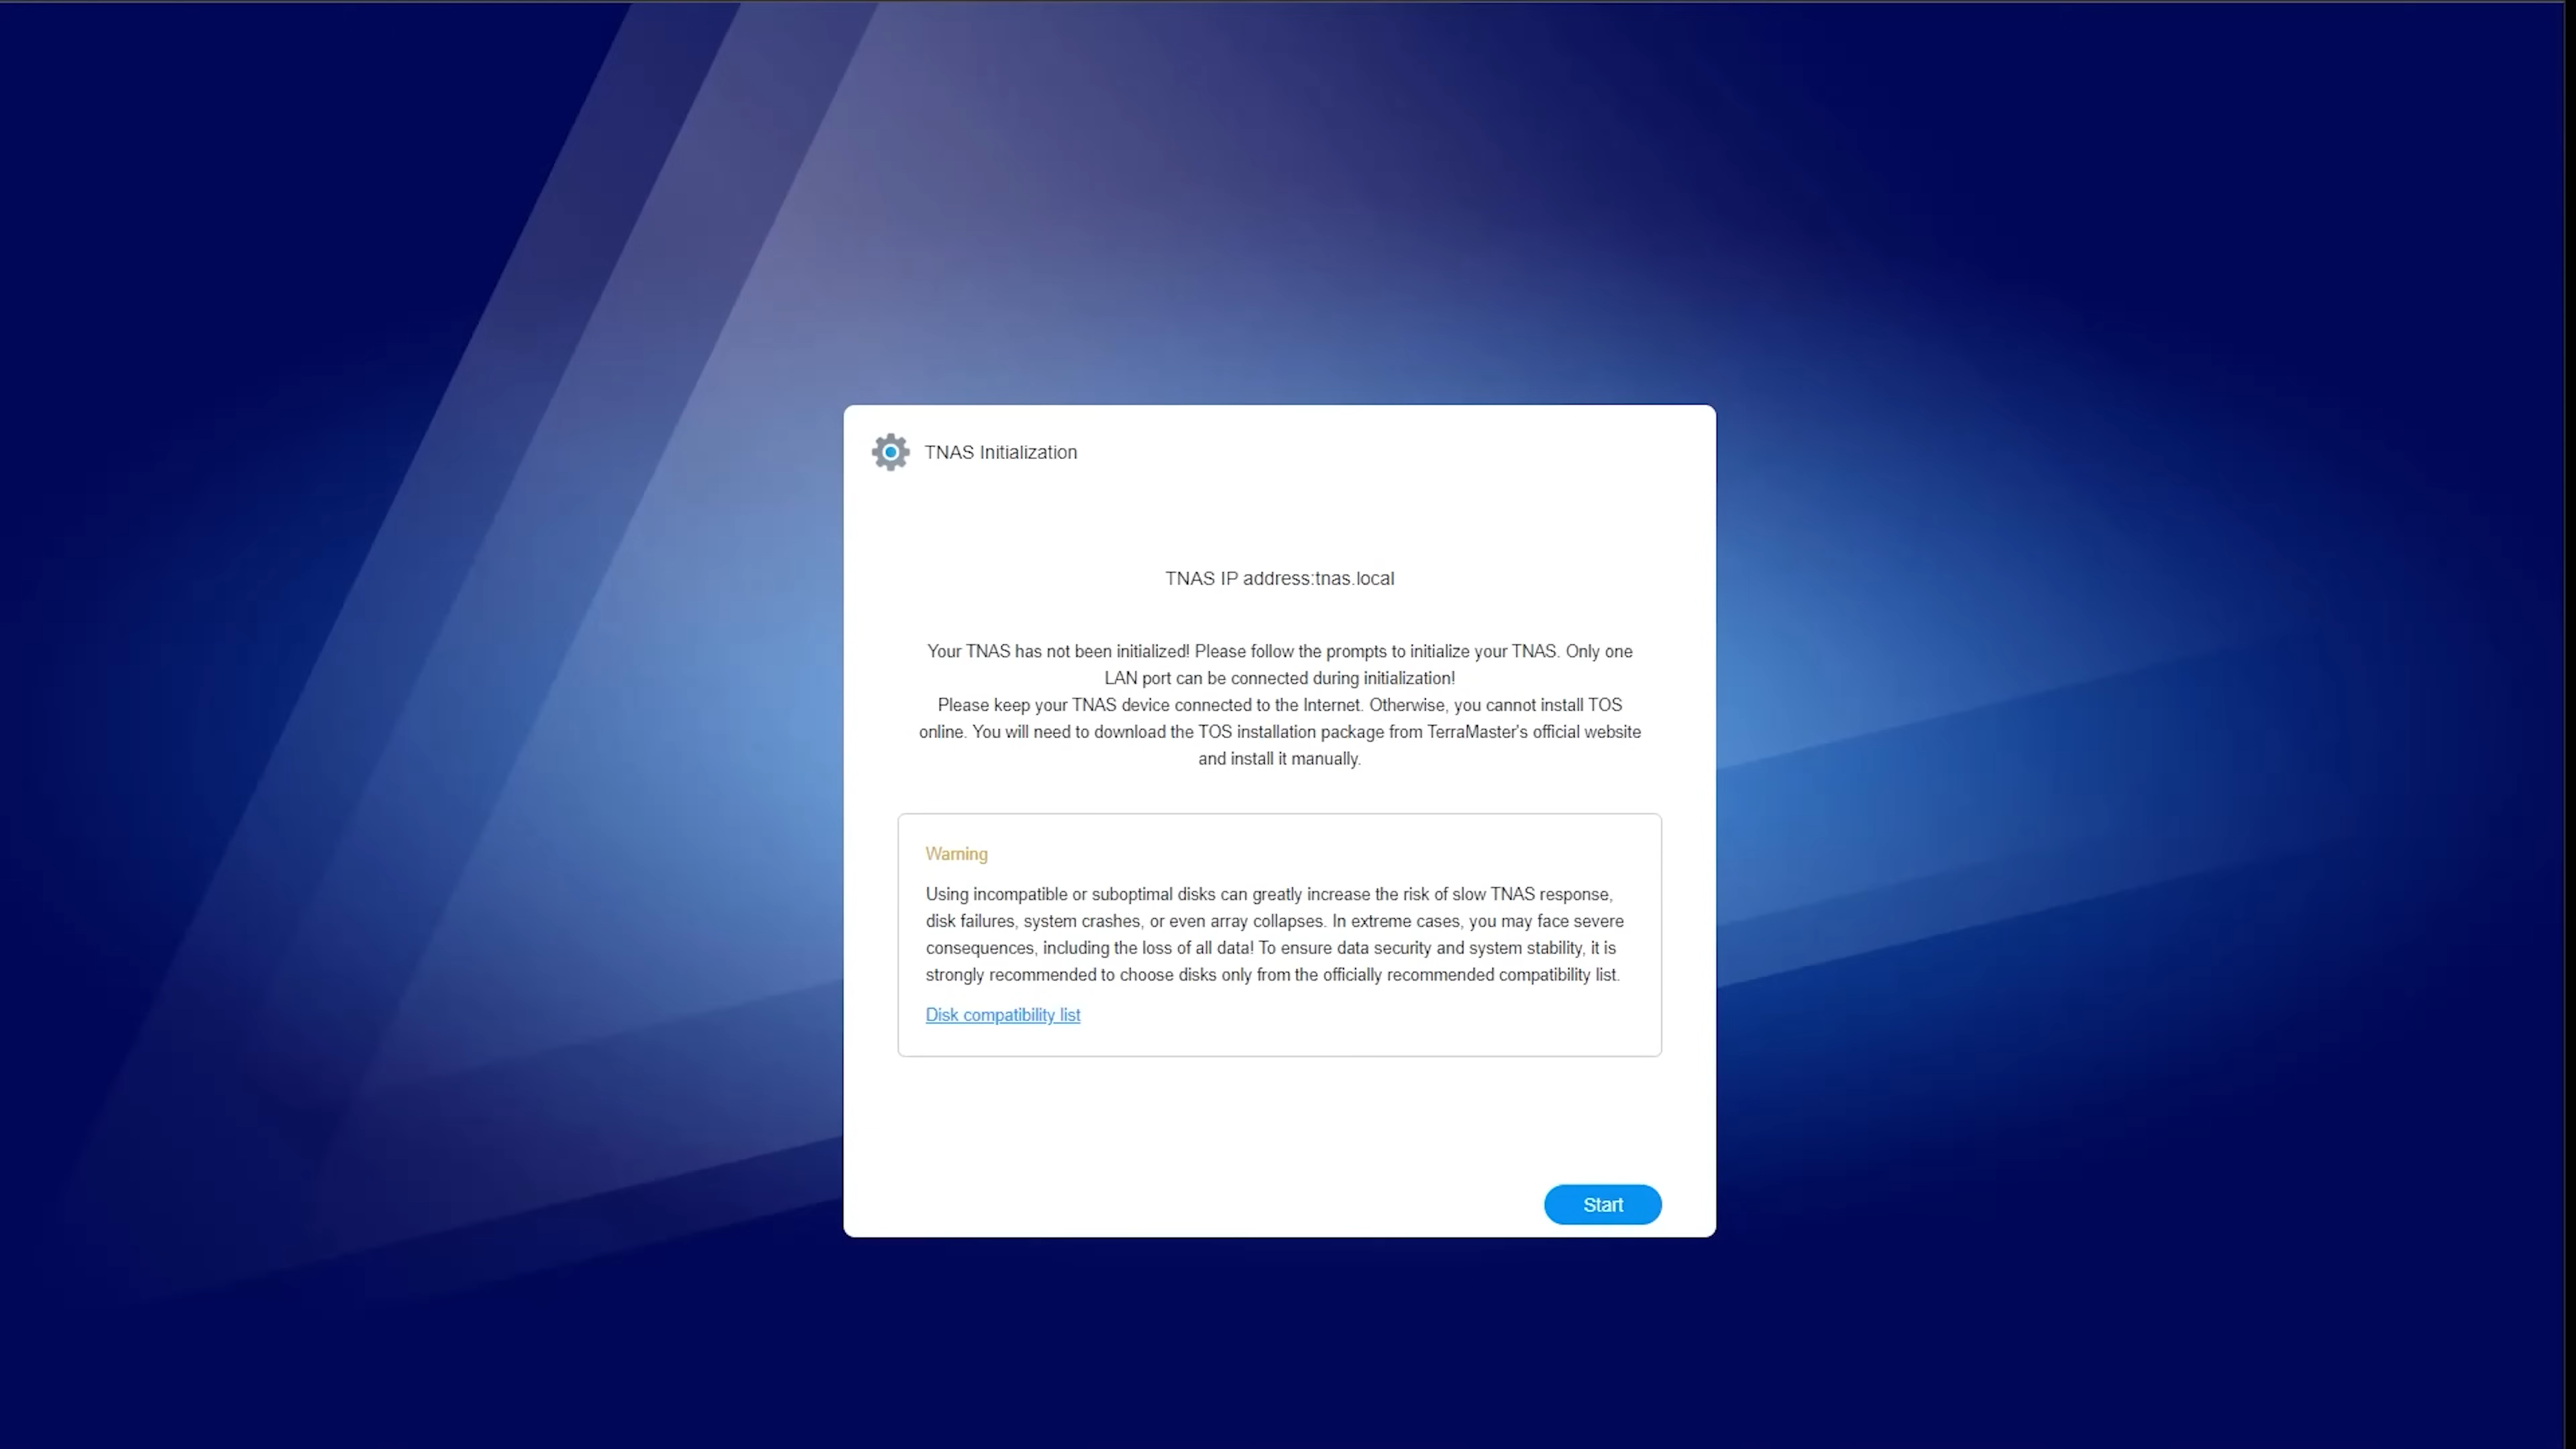 TNAS Initialization
TNAS IP address:tnas.local
Your TNAS has not been initialized! Please follow the prompts to initialize your TNAS. Only one
LAN port can be connected during initialization!
Please keep your TNAS device connected to the Internet. Otherwise, you cannot install TOS
online. You will need to download the TOS installation package from TerraMaster's official website
and install it manually.
Warning
Using incompatible or suboptimal disks can greatly increase the risk of slow TNAS response,
disk failures, system crashes, or even array collapses. In extreme cases, you may face severe
consequences, including the loss of all data! To ensure data security and system stability, it is
strongly recommended to choose disks only from the officially recommended compatibility list.
Disk compatibility list
Start